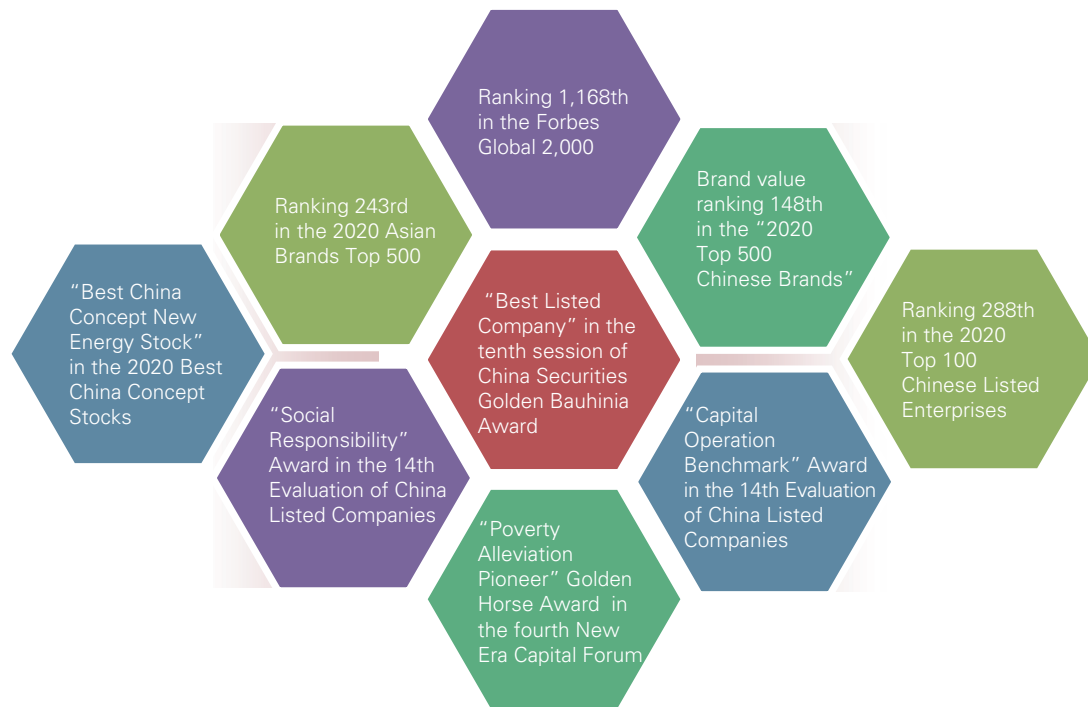 Ranking 1,168th
in the Forbes
Global 2,000
Ranking 243rd
in the 2020 Asian
Brands Top 500
Brand value
ranking 148th
in the “2020
Top 500
Chinese Brands”
“Best China
Concept New
Energy Stock”
in the 2020 Best
China Concept
Stocks
“Best Listed
Company” in the
tenth session of
China Securities
Golden Bauhinia
Award
Ranking 288th
in the 2020
Top 100
Chinese Listed
Enterprises
“Social
Responsibility”
Award in the 14th
Evaluation of China
Listed Companies
“Capital
Operation
Benchmark” Award
in the 14th Evaluation
of China Listed
Companies
“Poverty
Alleviation
Pioneer” Golden
Horse Award in
the fourth New
Era Capital Forum